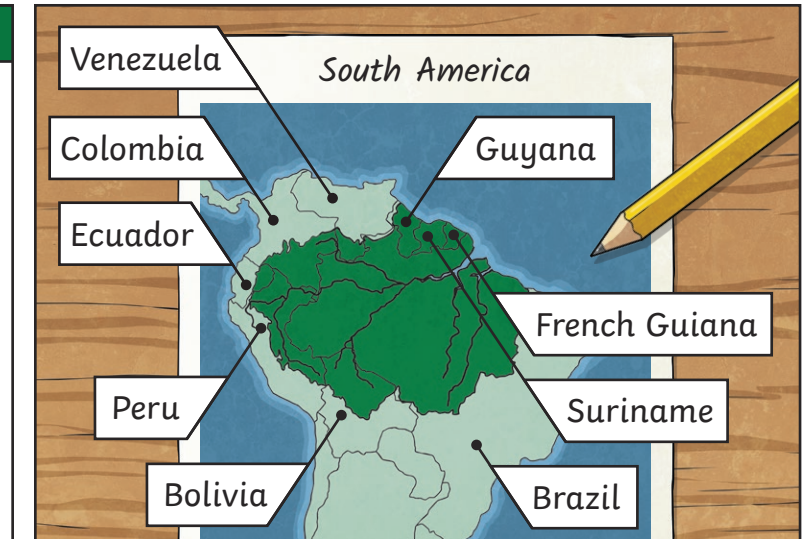 South America
Venezuela
Colombia
Ecuador
Peru
Bolivia
Guyana
French Guiana
Suriname
Brazil